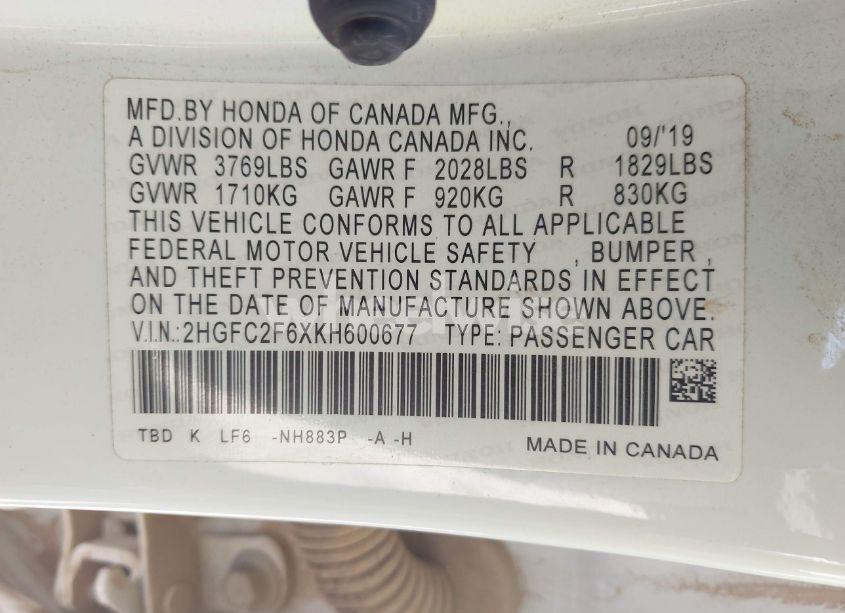 MFD.BY HONDA OF CANADA MFG.,
A DIVISION OF HONDA CANADA INC. 09/'19
GVWR 3769LBS GAWR F 2028LBS R 1829LBS
GVWR 1710KG GAWR F 920KG R 830KG
THIS VEHICLE CONFORMS TO ALL APPLICABLE
FEDERAL MOTOR VEHICLE SAFETY , BUMPER ,
AND THEFT PREVENTION STANDARDS IN EFFECT
ON THE DATE OF MANUFACTURE SHOWN ABOVE.
V.I.N.:2HGFC2F6XKH600677 TYPE: PASSENGER CAR
TBD K LF6 -NH883P -A -H
MADE IN CANADA